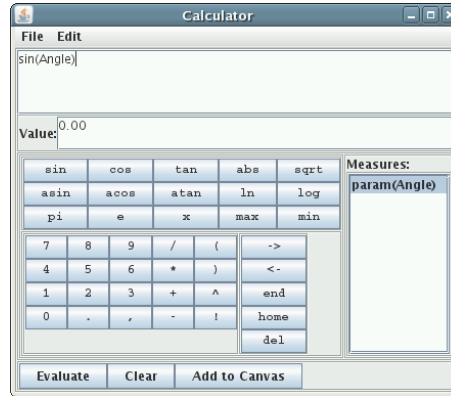 Calculator
File Edit
sin(Angle)
Value: 0.00
sin cos tan abs sqrt
asin acos atan ln log
pi e x max min
Measures:
param(Angle)
7 8 9 / ( ->
4 5 6 * ) <-
1 2 3 + ^ end
0 . , - ! home
del
Evaluate Clear Add to Canvas